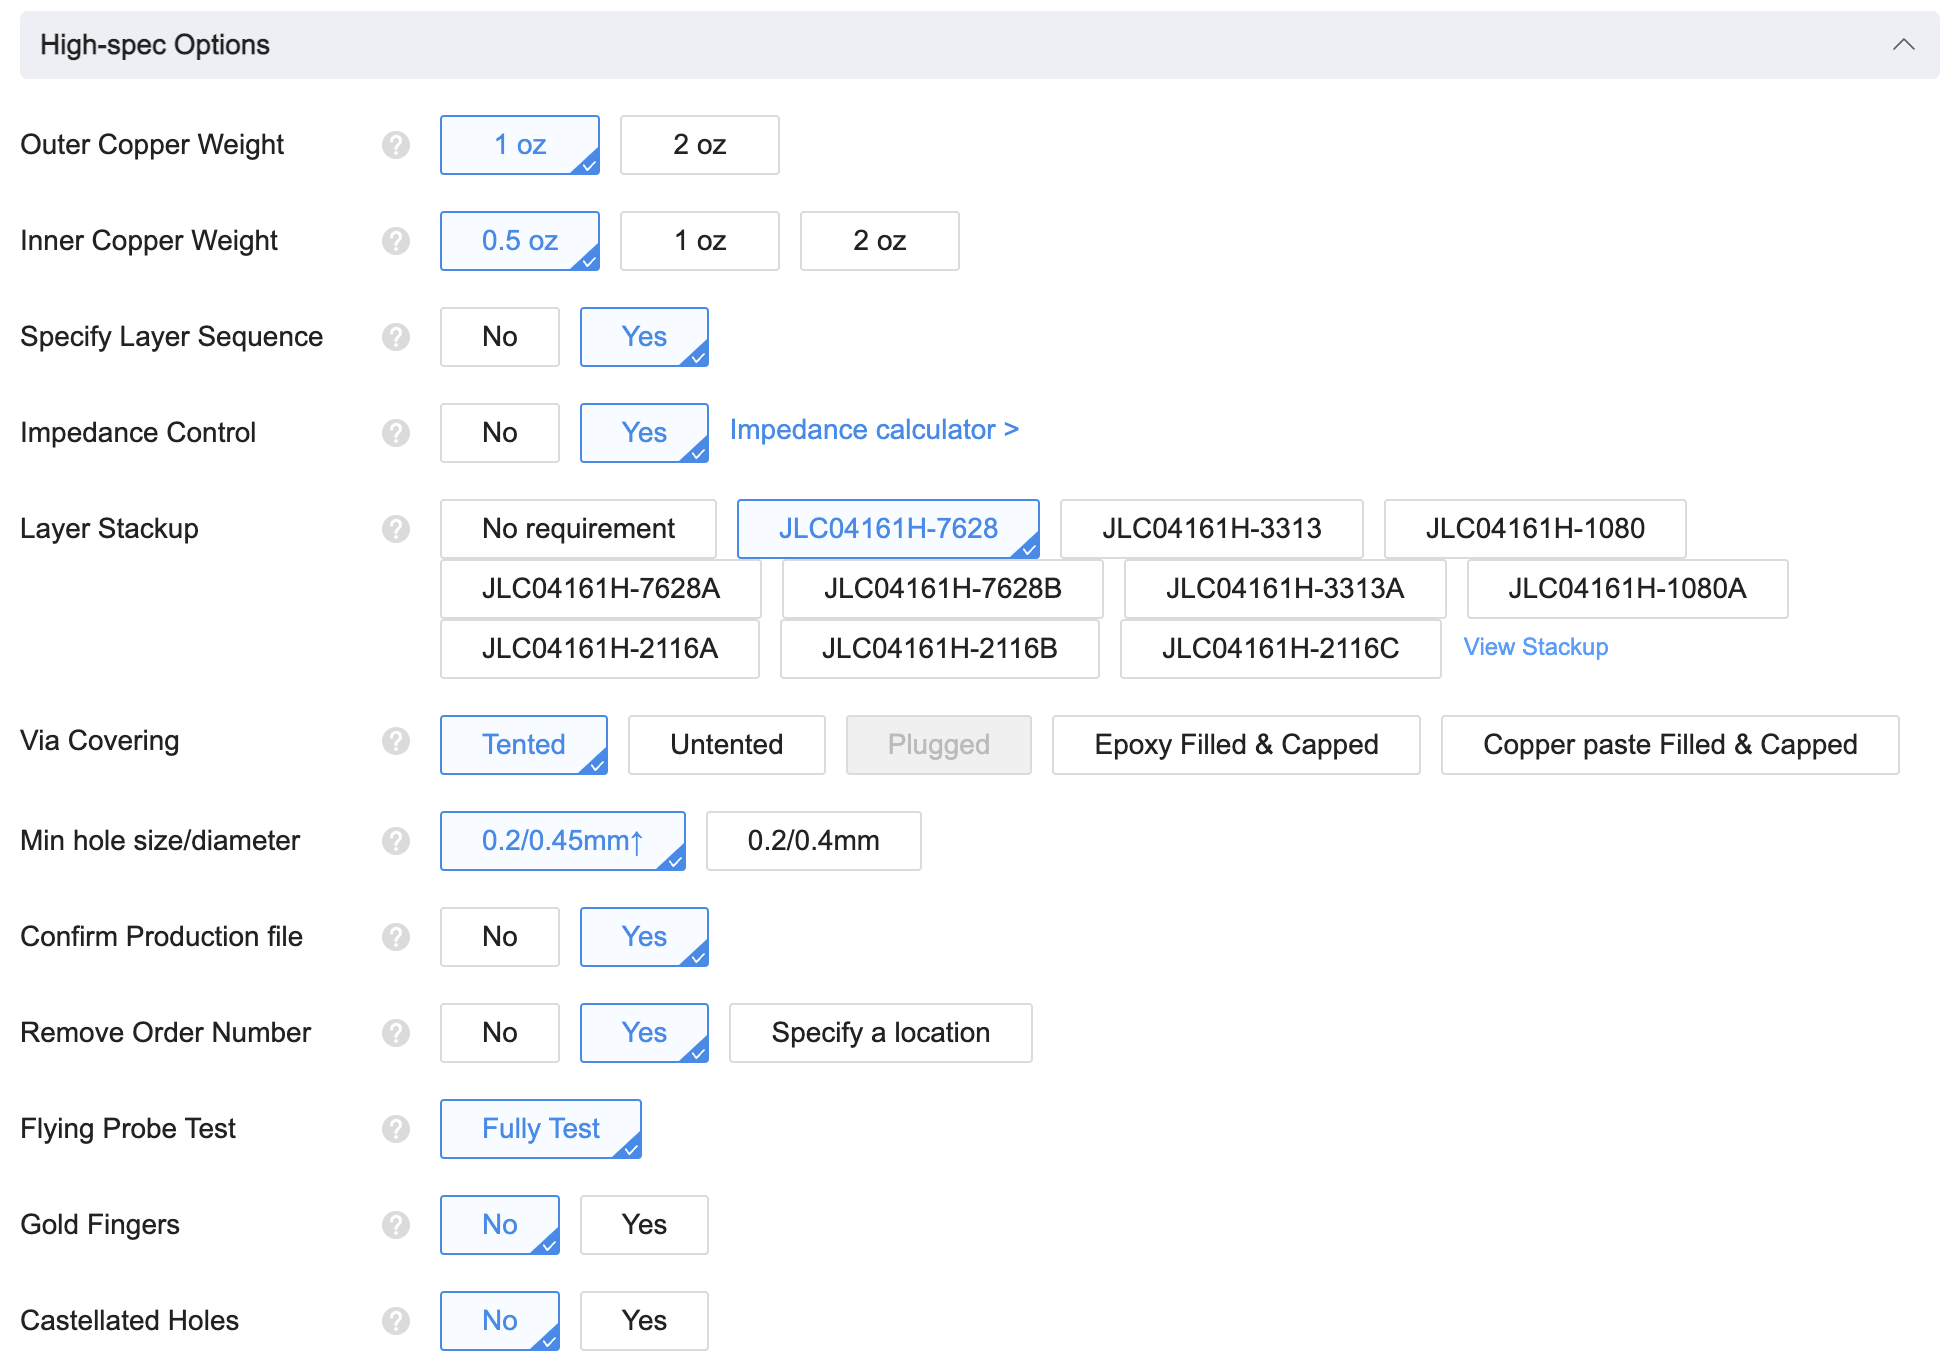 High-spec Options
Outer Copper Weight ? 1 oz 2 oz
Inner Copper Weight ? 0.5 oz 1 oz 2 oz
Specify Layer Sequence ? No Yes
Impedance Control ? No Yes Impedance calculator >
Layer Stackup ? No requirement JLC04161H-7628 JLC04161H-3313 JLC04161H-1080
JLC04161H-7628A JLC04161H-7628B JLC04161H-3313A JLC04161H-1080A
JLC04161H-2116A JLC04161H-2116B JLC04161H-2116C View Stackup
Via Covering ? Tented Untented Plugged Epoxy Filled & Capped Copper paste Filled & Capped
Min hole size/diameter ? 0.2/0.45mm↑ 0.2/0.4mm
Confirm Production file ? No Yes
Remove Order Number ? No Yes Specify a location
Flying Probe Test ? Fully Test
Gold Fingers ? No Yes
Castellated Holes ? No Yes